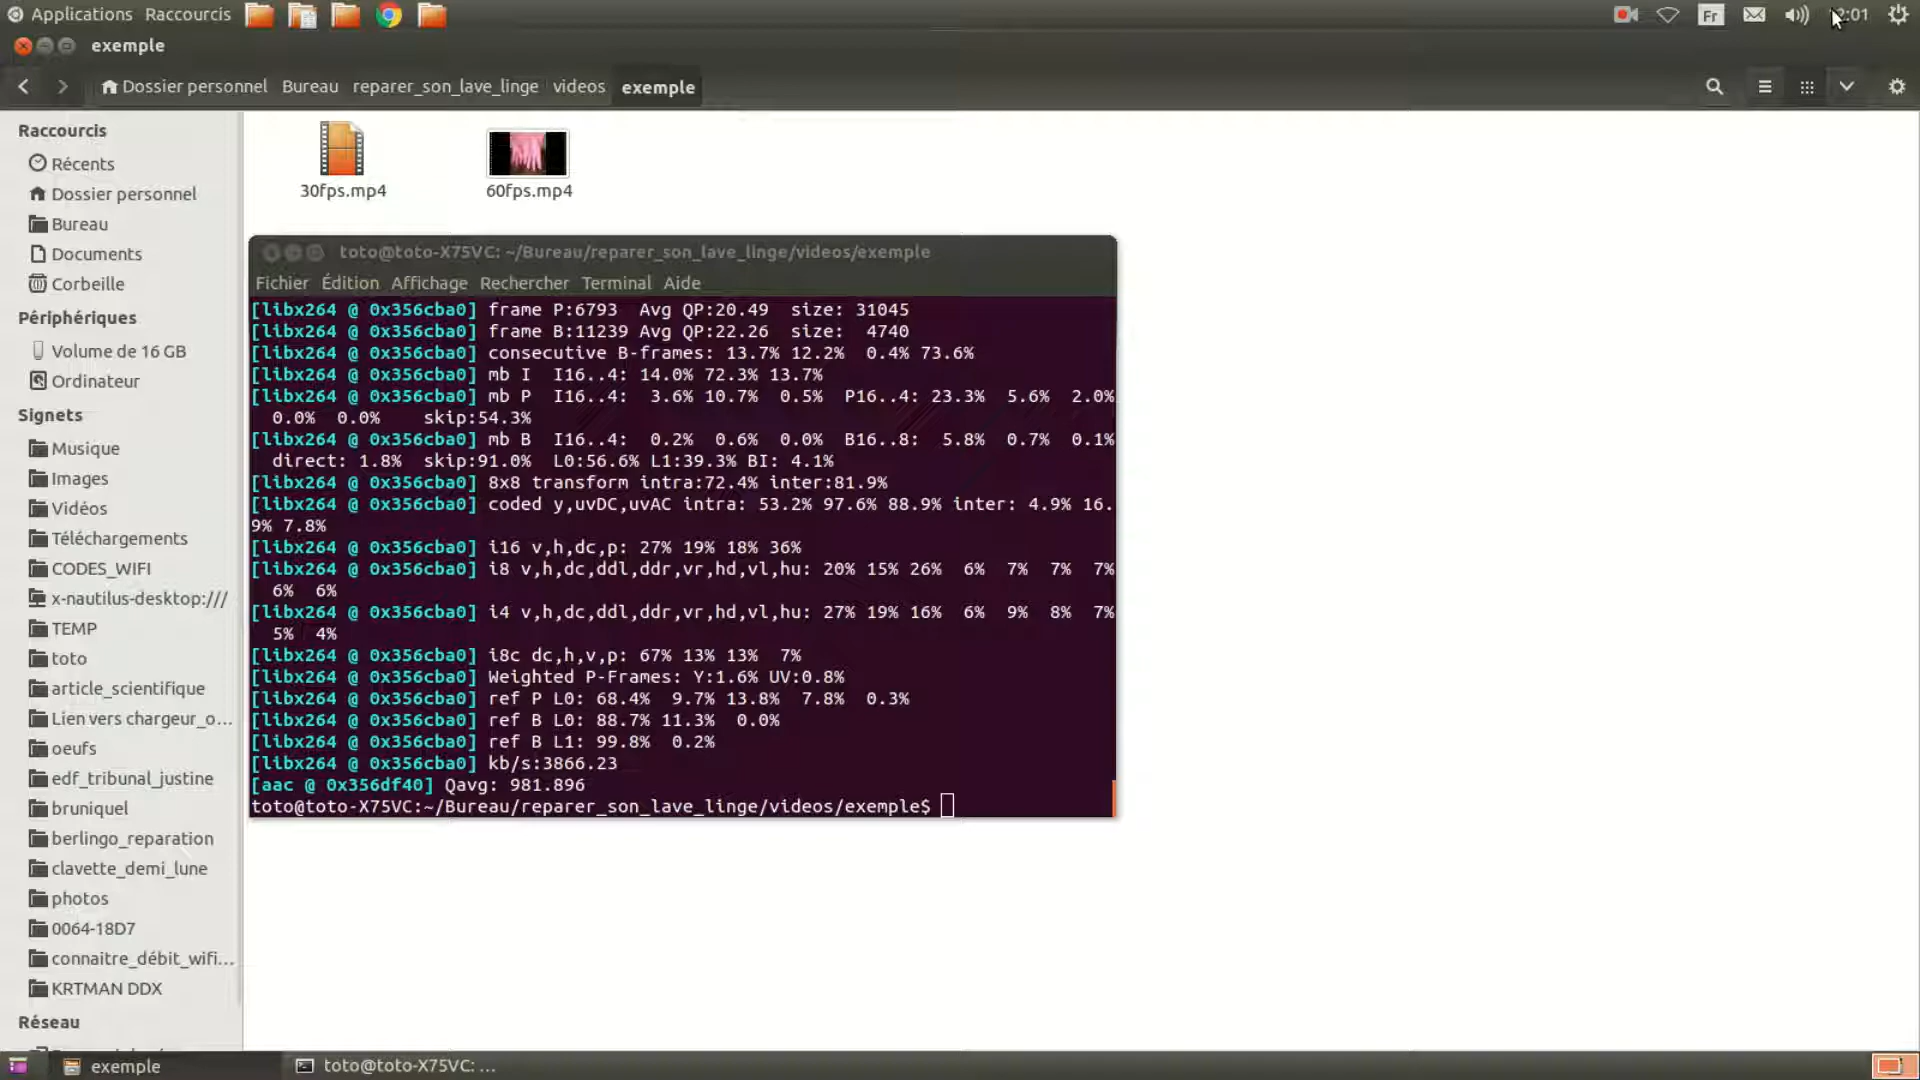 Applications Raccourcis Fr :01
exemple
Dossier personnel Bureau reparer_son_lave_linge videos exemple
Raccourcis
Récents
Dossier personnel
Bureau
Documents
Corbeille
Périphériques
Volume de 16 GB
Ordinateur
Signets
Musique
Images
Vidéos
Téléchargements
CODES_WIFI
x-nautilus-desktop:///
TEMP
toto
article_scientifique
Lien vers chargeur_o...
oeufs
edf_tribunal_justine
bruniquel
berlingo_reparation
clavette_demi_lune
photos
0064-18D7
connaitre_débit_wifi...
KRTMAN DDX
Réseau
30fps.mp4 60fps.mp4
toto@toto-X75VC: ~/Bureau/reparer_son_lave_linge/videos/exemple
Fichier Édition Affichage Rechercher Terminal Aide
[libx264 @ 0x356cba0] frame P:6793 Avg QP:20.49 size: 31045
[libx264 @ 0x356cba0] frame B:11239 Avg QP:22.26 size: 4740
[libx264 @ 0x356cba0] consecutive B-frames: 13.7% 12.2% 0.4% 73.6%
[libx264 @ 0x356cba0] mb I I16..4: 14.0% 72.3% 13.7%
[libx264 @ 0x356cba0] mb P I16..4: 3.6% 10.7% 0.5% P16..4: 23.3% 5.6% 2.0%
0.0% 0.0% skip:54.3%
[libx264 @ 0x356cba0] mb B I16..4: 0.2% 0.6% 0.0% B16..8: 5.8% 0.7% 0.1%
direct: 1.8% skip:91.0% L0:56.6% L1:39.3% BI: 4.1%
[libx264 @ 0x356cba0] 8x8 transform intra:72.4% inter:81.9%
[libx264 @ 0x356cba0] coded y,uvDC,uvAC intra: 53.2% 97.6% 88.9% inter: 4.9% 16.
9% 7.8%
[libx264 @ 0x356cba0] i16 v,h,dc,p: 27% 19% 18% 36%
[libx264 @ 0x356cba0] i8 v,h,dc,ddl,ddr,vr,hd,vl,hu: 20% 15% 26% 6% 7% 7% 7%
6% 6%
[libx264 @ 0x356cba0] i4 v,h,dc,ddl,ddr,vr,hd,vl,hu: 27% 19% 16% 6% 9% 8% 7%
5% 4%
[libx264 @ 0x356cba0] i8c dc,h,v,p: 67% 13% 13% 7%
[libx264 @ 0x356cba0] Weighted P-Frames: Y:1.6% UV:0.8%
[libx264 @ 0x356cba0] ref P L0: 68.4% 9.7% 13.8% 7.8% 0.3%
[libx264 @ 0x356cba0] ref B L0: 88.7% 11.3% 0.0%
[libx264 @ 0x356cba0] ref B L1: 99.8% 0.2%
[libx264 @ 0x356cba0] kb/s:3866.23
[aac @ 0x356df40] Qavg: 981.896
toto@toto-X75VC:~/Bureau/reparer_son_lave_linge/videos/exemple$
exemple toto@toto-X75VC: ...